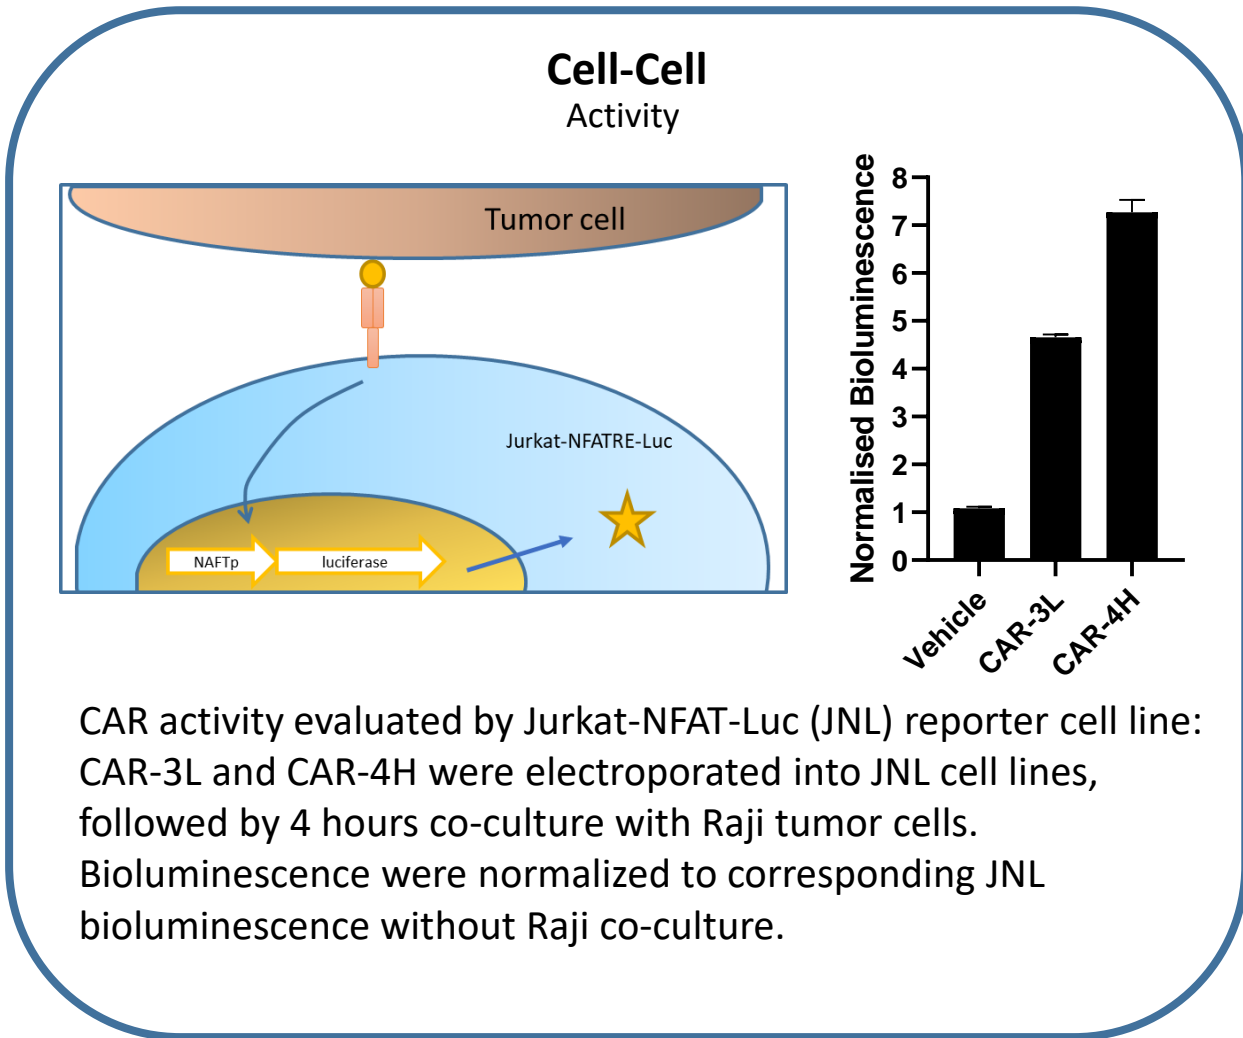 Cell-Cell
Activity
Tumor cell
Jurkat-NFATRE-Luc
NAFTp
luciferase
Normalised Bioluminescence
8
7
6
5
4
3
2
1
0
Vehicle
CAR-3L
CAR-4H
CAR activity evaluated by Jurkat-NFAT-Luc (JNL) reporter cell line:
CAR-3L and CAR-4H were electroporated into JNL cell lines,
followed by 4 hours co-culture with Raji tumor cells.
Bioluminescence were normalized to corresponding JNL
bioluminescence without Raji co-culture.